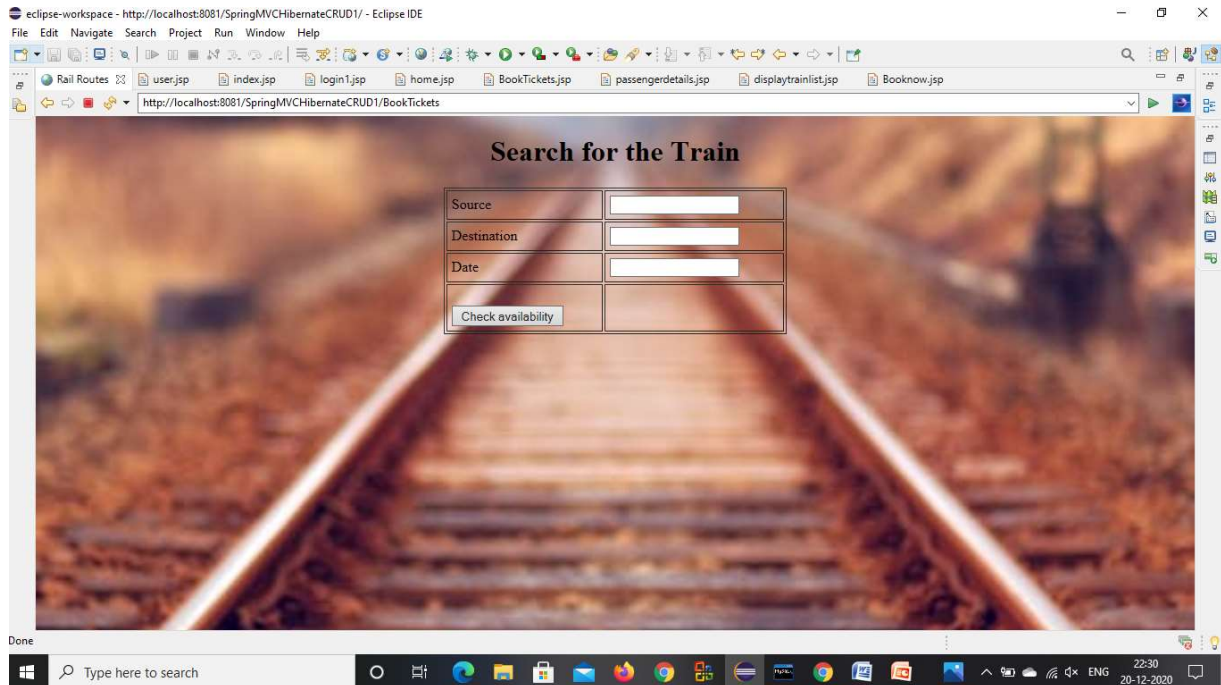 eclipse-workspace - http://localhost:8081/SpringMVCHibernateCRUD1/ - Eclipse IDE
File Edit Navigate Search Project Run Window Help
Rail Routes user.jsp index.jsp login1.jsp home.jsp BookTickets.jsp passengerdetails.jsp displaytrainlist.jsp Booknow.jsp
http://localhost:8081/SpringMVCHibernateCRUD1/BookTickets
Search for the Train
Source
Destination
Date
Check availability
Done
Type here to search
ENG
22:30
20-12-2020